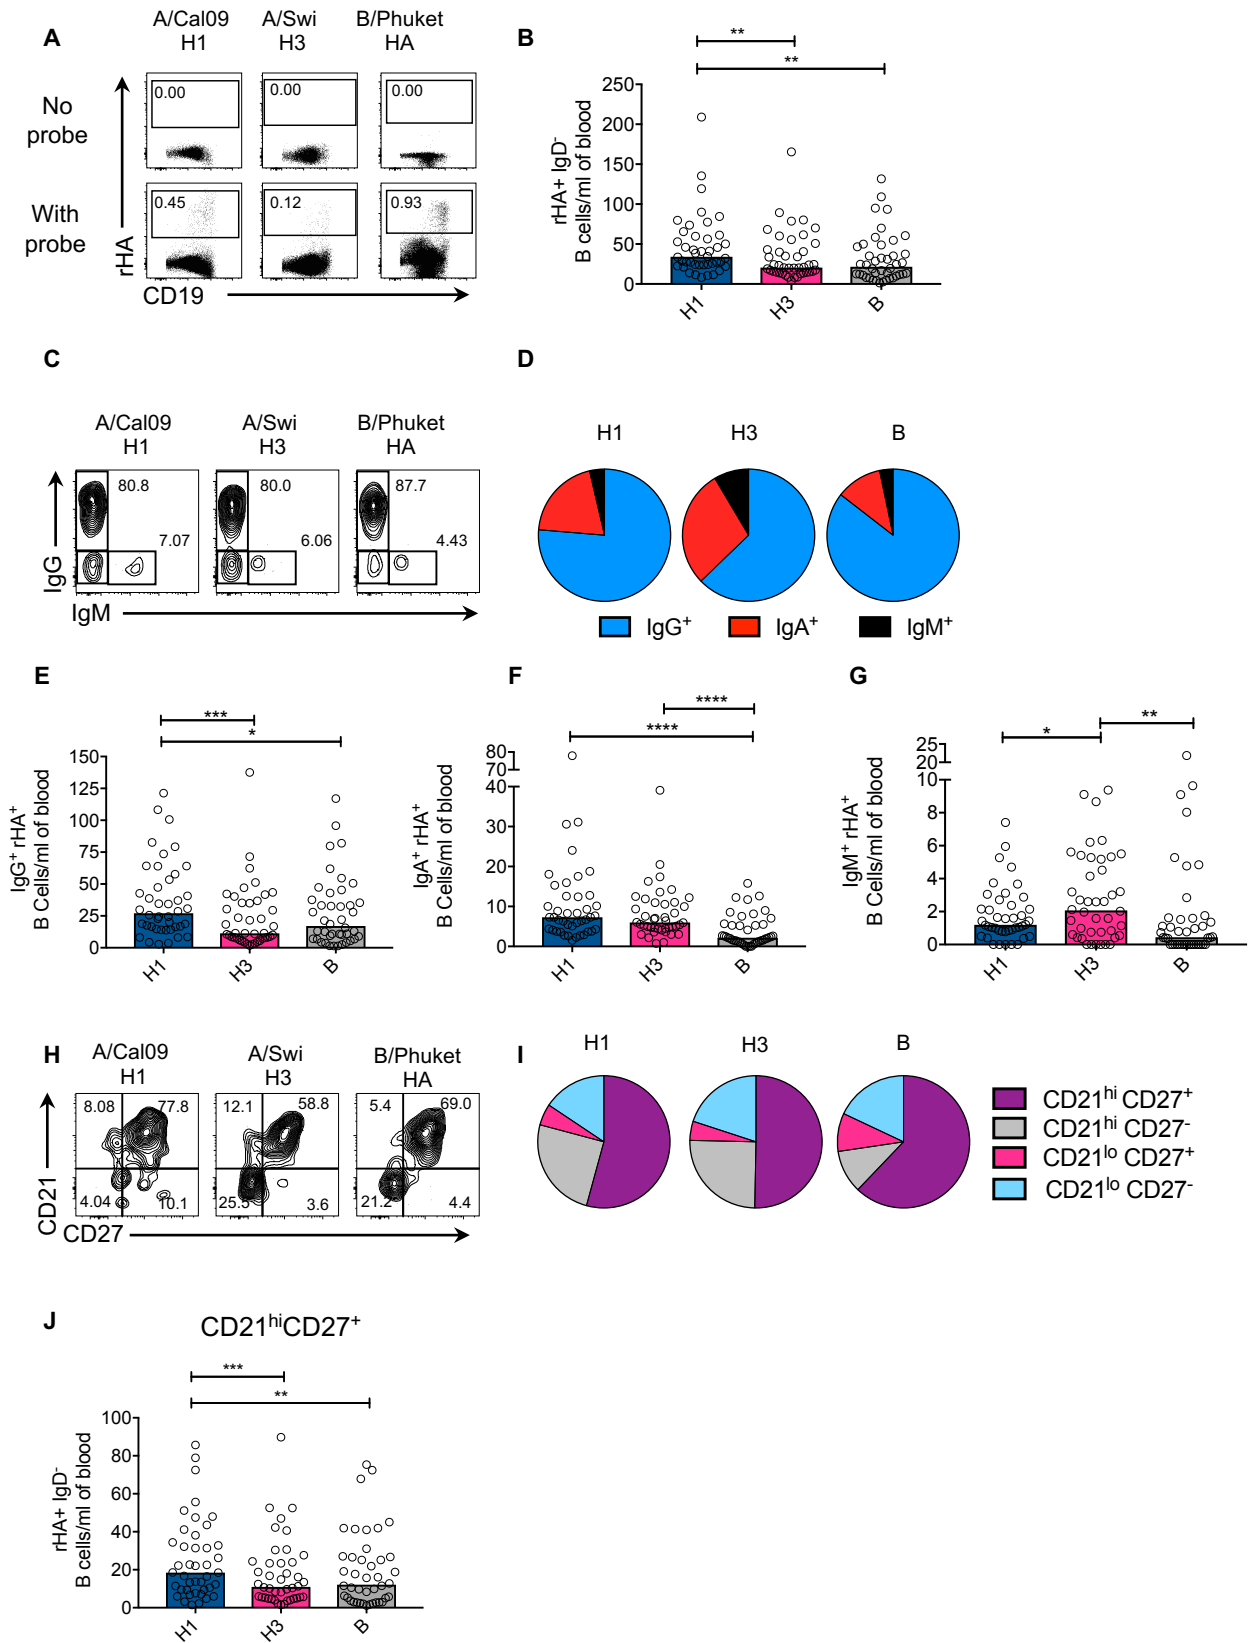 A
A/Cal09
H1
A/Swi
H3
B/Phuket
HA
No
probe
0.00
0.00
0.00
With
probe
0.45
0.12
0.93
rHA
CD19
B
**
**
rHA+ IgD-
B cells/ml of blood
250
200
150
100
50
0
H1
H3
B
C
A/Cal09
H1
A/Swi
H3
B/Phuket
HA
80.8
7.07
80.0
6.06
87.7
4.43
IgG
IgM
D
H1
H3
B
IgG+
IgA+
IgM+
E
***
*
IgG+ rHA+
B Cells/ml of blood
150
125
100
75
50
25
0
H1
H3
B
F
****
****
IgA+ rHA+
B Cells/ml of blood
80
70
40
30
20
10
0
H1
H3
B
G
*
**
IgM+ rHA+
B Cells/ml of blood
25
20
10
8
6
4
2
0
H1
H3
B
H
A/Cal09
H1
A/Swi
H3
B/Phuket
HA
8.08
77.8
4.04
10.1
12.1
58.8
25.5
3.6
5.4
69.0
21.2
4.4
CD21
CD27
I
H1
H3
B
CD21hi CD27+
CD21hi CD27-
CD21lo CD27+
CD21lo CD27-
J
CD21hiCD27+
***
**
rHA+ IgD-
B cells/ml of blood
100
80
60
40
20
0
H1
H3
B